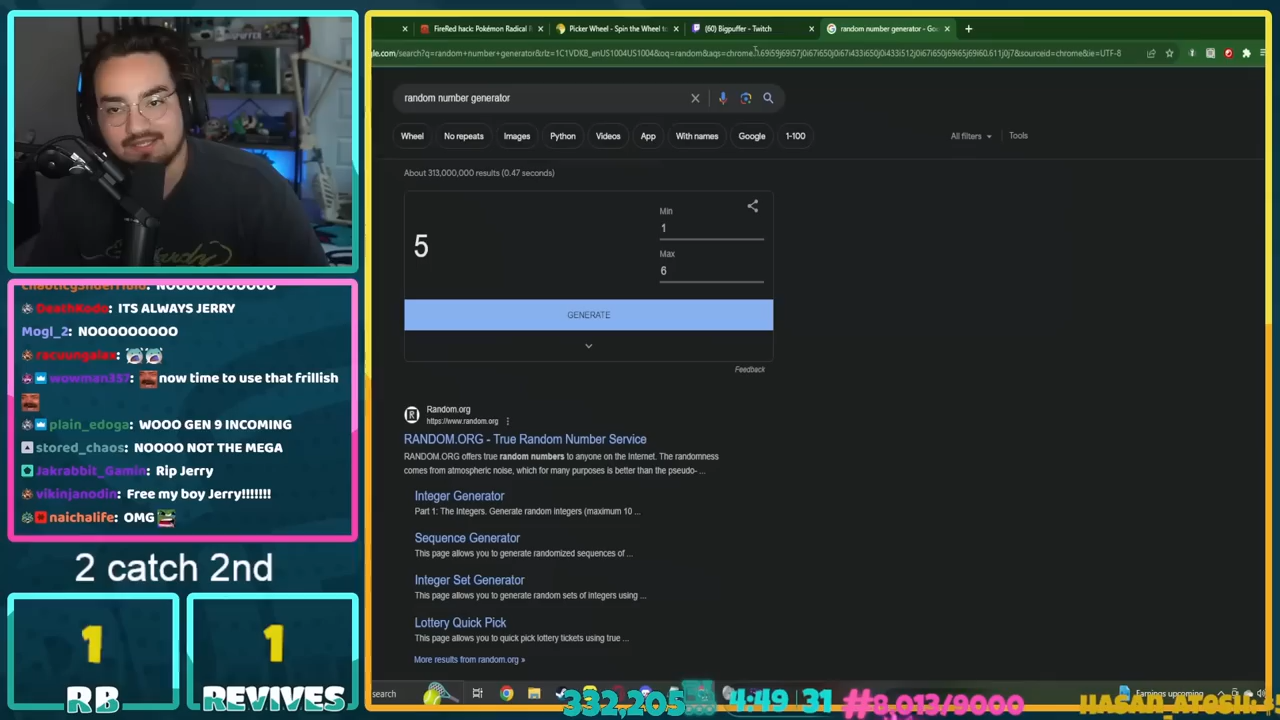 FireRed hack: Pokémon Radical R
Picker Wheel - Spin the Wheel to
(60) Bigpuffer - Twitch
random number generator - Go
random number generator
Wheel
No repeats
Images
Python
Videos
App
With names
Google
1-100
All filters
Tools
About 313,000,000 results (0.47 seconds)
5
Min
1
Max
6
GENERATE
Feedback
Random.org
https://www.random.org
RANDOM.ORG - True Random Number Service
RANDOM.ORG offers true random numbers to anyone on the Internet. The randomness
comes from atmospheric noise, which for many purposes is better than the pseudo- ...
Integer Generator
Part 1: The Integers. Generate random integers (maximum 10 ...
Sequence Generator
This page allows you to generate randomized sequences of ...
Integer Set Generator
This page allows you to generate random sets of integers using ...
Lottery Quick Pick
This page allows you to quick pick lottery tickets using true ...
More results from random.org »
DeathKodo: ITS ALWAYS JERRY
Mogl_2: NOOOOOOOOO
racuungalax:
wowman357: now time to use that frillish
plain_edoga: WOOO GEN 9 INCOMING
stored_chaos: NOOOO NOT THE MEGA
Jakrabbit_Gamin: Rip Jerry
vikinjanodin: Free my boy Jerry!!!!!!!
naichalife: OMG
2 catch 2nd
1
RB
1
REVIVES
search
332,205
4:49 31
#8,013/9000
Earnings upcoming